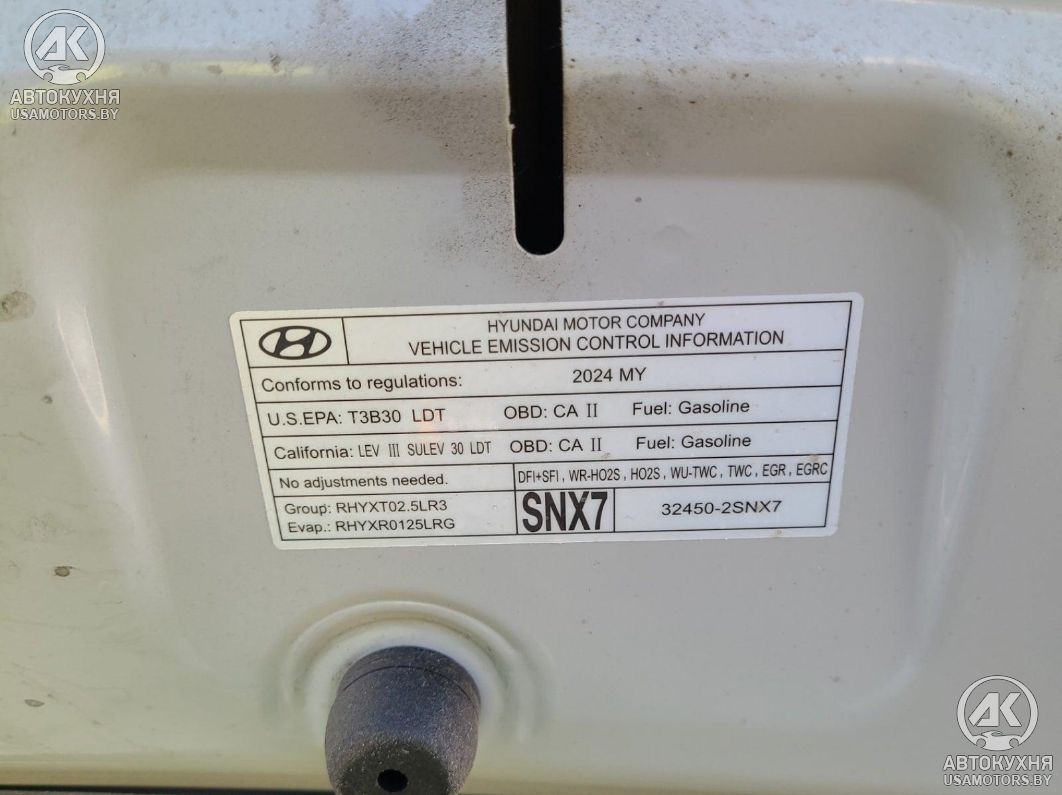 АК
АВТОКУХНЯ
USAMOTORS.BY
HYUNDAI MOTOR COMPANY
VEHICLE EMISSION CONTROL INFORMATION
Conforms to regulations: 2024 MY
U.S.EPA: T3B30 LDT OBD: CA II Fuel: Gasoline
California: LEV III SULEV 30 LDT OBD: CA II Fuel: Gasoline
No adjustments needed. DFI+SFI, WR-HO2S, HO2S, WU-TWC, TWC, EGR, EGRC
Group: RHYXT02.5LR3
Evap.: RHYXR0125LRG
SNX7 32450-2SNX7
АК
АВТОКУХНЯ
USAMOTORS.BY